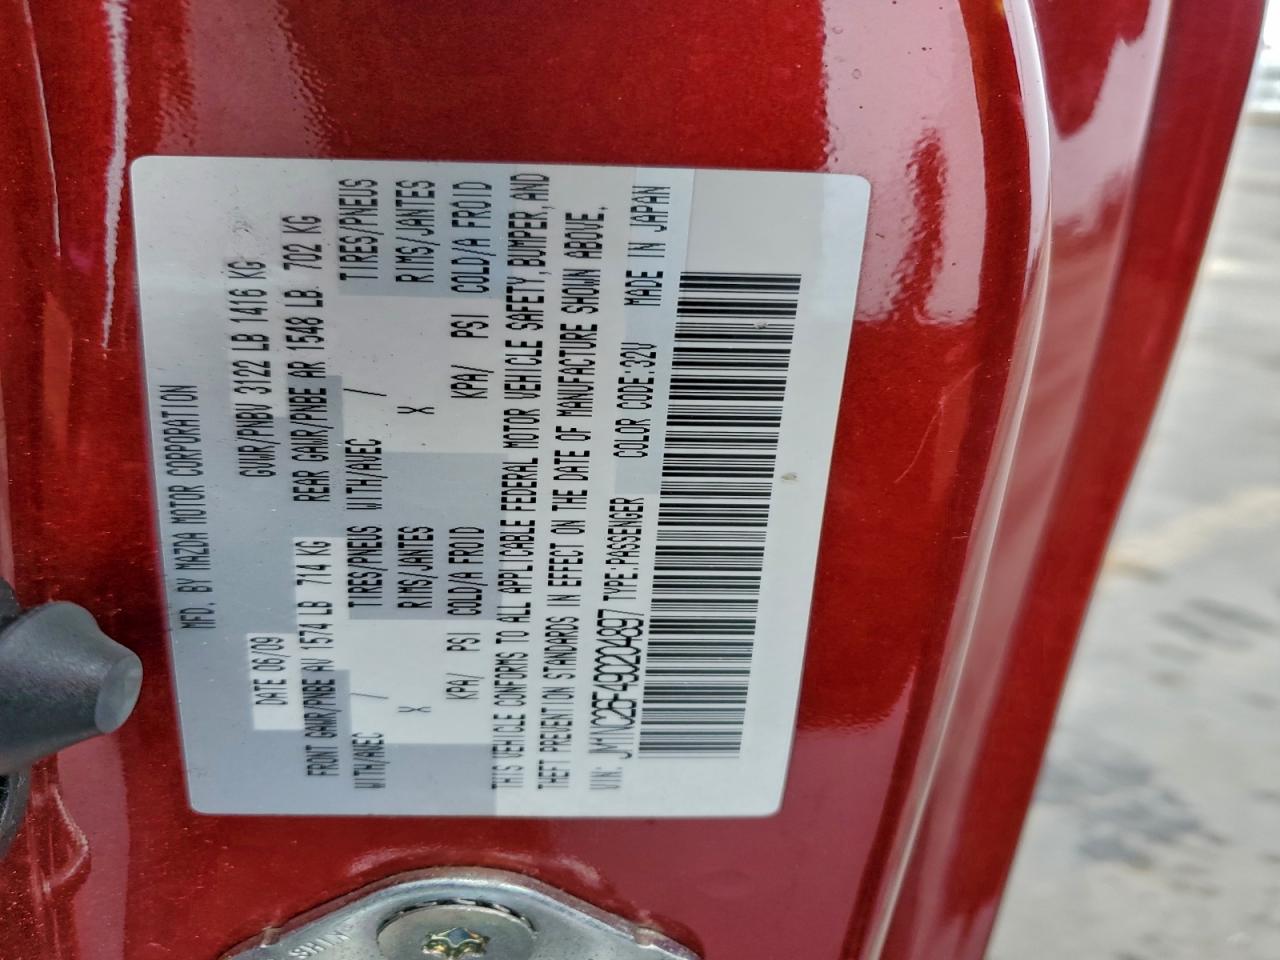 MFD. BY MAZDA MOTOR CORPORATION
DATE 06/09 GVWR/PNBV 3122 LB 1416 KG
FRONT GAWR/PNBE AV 1574 LB 714 KG REAR GAWR/PNBE AR 1548 LB 702 KG
WITH/AVEC / TIRES/PNEUS WITH/AVEC / TIRES/PNEUS
X RIMS/JANTES X RIMS/JANTES
KPA/ PSI COLD/A FROID KPA/ PSI COLD/A FROID
THIS VEHICLE CONFORMS TO ALL APPLICABLE FEDERAL MOTOR VEHICLE SAFETY, BUMPER, AND
THEFT PREVENTION STANDARDS IN EFFECT ON THE DATE OF MANUFACTURE SHOWN ABOVE.
VIN: JM1NC26F490204897 TYPE:PASSENGER COLOR CODE:32V MADE IN JAPAN